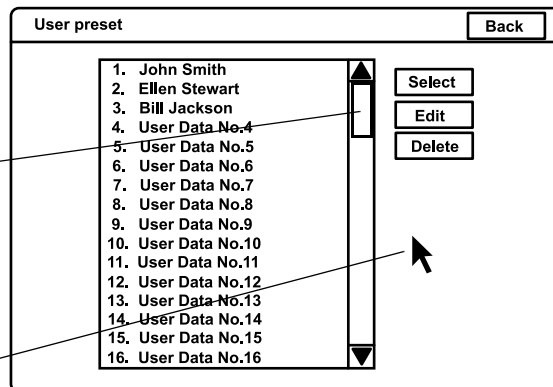 User preset
Back
1. John Smith
2. Ellen Stewart
3. Bill Jackson
4. User Data No.4
5. User Data No.5
6. User Data No.6
7. User Data No.7
8. User Data No.8
9. User Data No.9
10. User Data No.10
11. User Data No.11
12. User Data No.12
13. User Data No.13
14. User Data No.14
15. User Data No.15
16. User Data No.16
Select
Edit
Delete